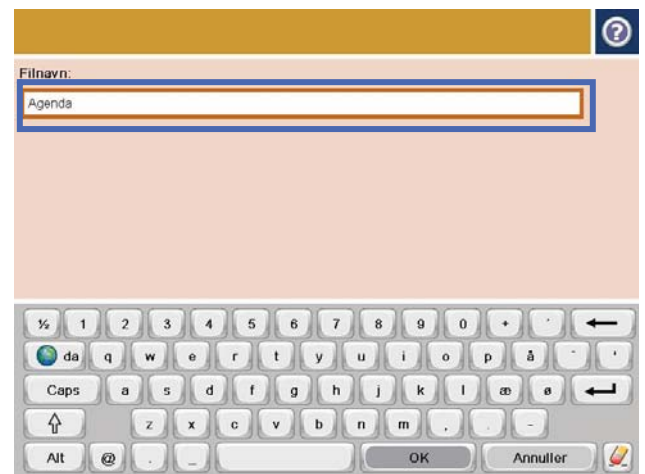 ?
Filnavn:
Agenda
½ 1 2 3 4 5 6 7 8 9 0 + ´ ←
da q w e r t y u i o p å ¨ '
Caps a s d f g h j k l æ ø
z x c v b n m , . -
Alt @ . _ OK Annuller